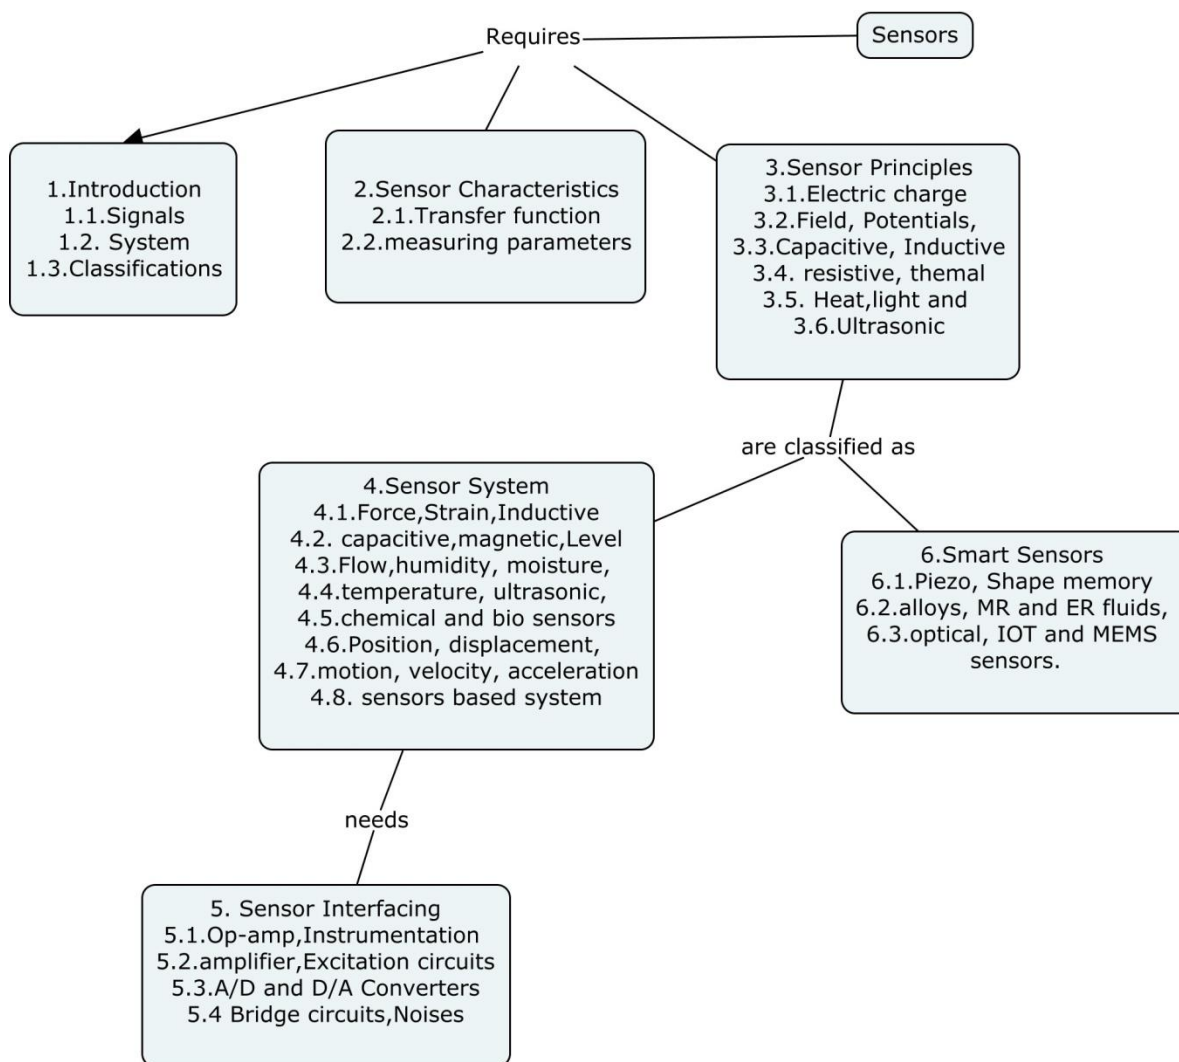 Requires
Sensors
1.Introduction
1.1.Signals
1.2. System
1.3.Classifications
2.Sensor Characteristics
2.1.Transfer function
2.2.measuring parameters
3.Sensor Principles
3.1.Electric charge
3.2.Field, Potentials,
3.3.Capacitive, Inductive
3.4. resistive, themal
3.5. Heat,light and
3.6.Ultrasonic
are classified as
4.Sensor System
4.1.Force,Strain,Inductive
4.2. capacitive,magnetic,Level
4.3.Flow,humidity, moisture,
4.4.temperature, ultrasonic,
4.5.chemical and bio sensors
4.6.Position, displacement,
4.7.motion, velocity, acceleration
4.8. sensors based system
6.Smart Sensors
6.1.Piezo, Shape memory
6.2.alloys, MR and ER fluids,
6.3.optical, IOT and MEMS
sensors.
needs
5. Sensor Interfacing
5.1.Op-amp,Instrumentation
5.2.amplifier,Excitation circuits
5.3.A/D and D/A Converters
5.4 Bridge circuits,Noises